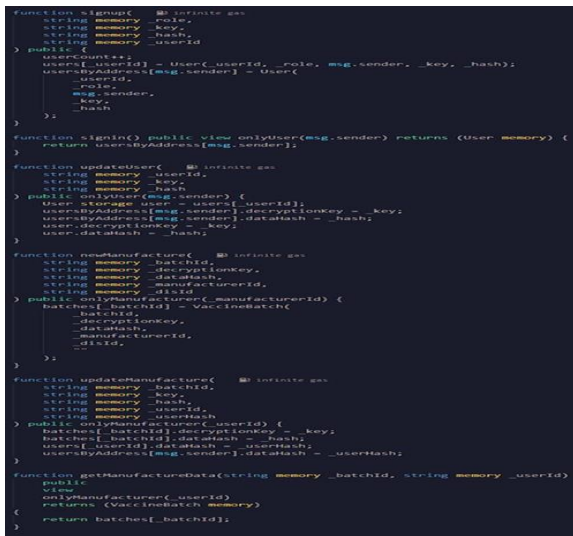 function signup(    infinite gas
string memory _role,
string memory _key,
string memory _hash,
string memory _userId
) public {
userCount++;
users[_userId] = User(_userId, _role, msg.sender, _key, _hash);
usersByAddress[msg.sender] = User(
_userId,
_role,
msg.sender,
_key,
_hash
);
}
function signin() public view onlyUser(msg.sender) returns (User memory) {
return usersByAddress[msg.sender];
}
function updateUser(    infinite gas
string memory _userId,
string memory _key,
string memory _hash
) public onlyUser(msg.sender) {
User storage user = users[_userId];
usersByAddress[msg.sender].decryptionKey = _key;
usersByAddress[msg.sender].dataHash = _hash;
user.decryptionKey = _key;
user.dataHash = _hash;
}
function newManufacture(    infinite gas
string memory _batchId,
string memory _decryptionKey,
string memory _dataHash,
string memory _manufacturerId,
string memory _disId
) public onlyManufacturer(_manufacturerId) {
batches[_batchId] = VaccineBatch(
_batchId,
_decryptionKey,
_dataHash,
_manufacturerId,
_disId,
""
);
}
function updateManufacture(    infinite gas
string memory _batchId,
string memory _key,
string memory _hash,
string memory _userId,
string memory _userHash
) public onlyManufacturer(_userId) {
batches[_batchId].decryptionKey = _key;
batches[_batchId].dataHash = _hash;
users[_userId].dataHash = _userHash;
usersByAddress[msg.sender].dataHash = _userHash;
}
function getManufactureData(string memory _batchId, string memory _userId)
public
view
onlyManufacturer(_userId)
returns (VaccineBatch memory)
{
return batches[_batchId];
}